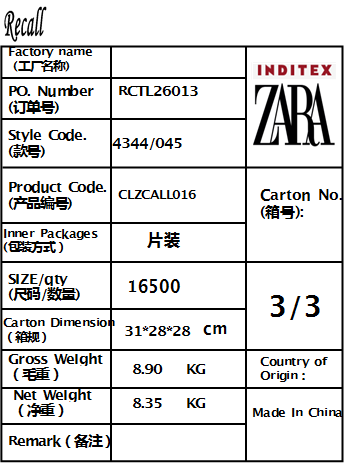 Recall
Factory name
(工厂名称)
INDITEX
ZARA
PO. Number
(订单号)
RCTL26013
Style Code.
(款号)
4344/045
Product Code.
(产品编号)
CLZCALL016
Carton No.
(箱号):
Inner Packages
(包装方式)
片装
SIZE/qty
(尺码/数量)
16500
3/3
Carton Dimension
(箱规)
31*28*28 cm
Gross Weight
(毛重)
8.90 KG
Country of
Origin:
Net Weight
(净重)
8.35 KG
Made In China
Remark(备注)